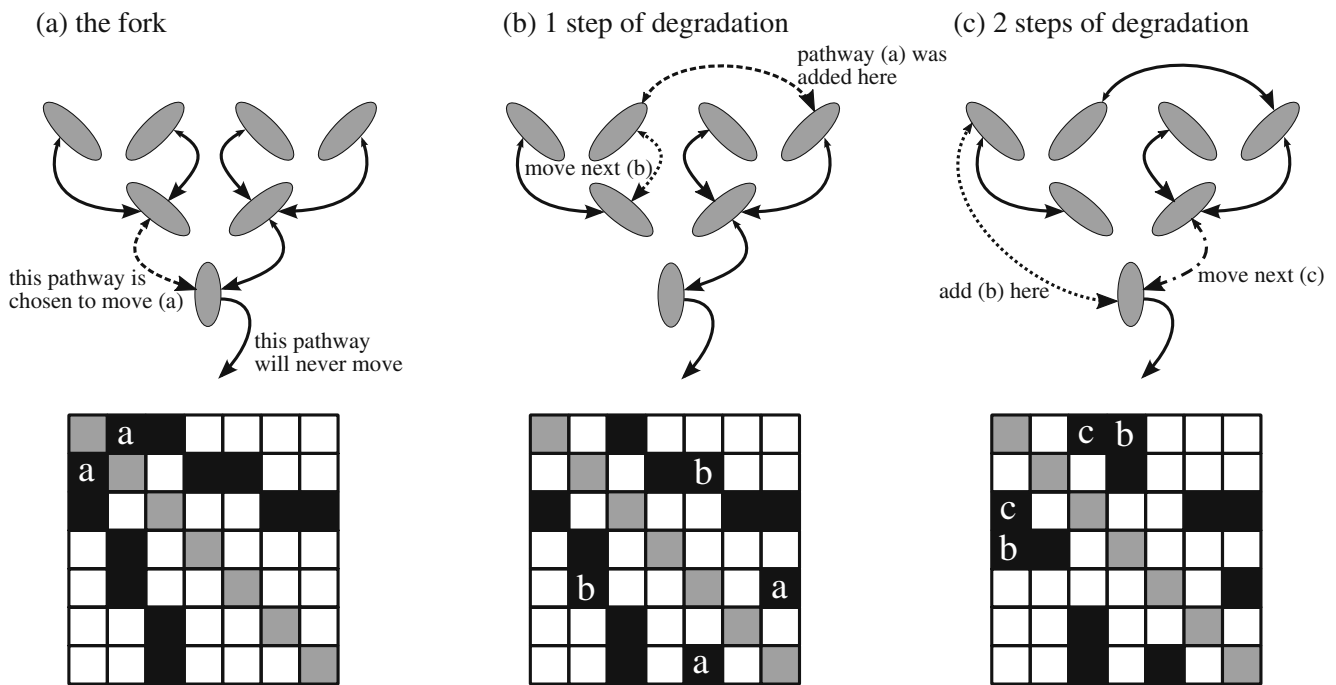 (a) the fork
(b) 1 step of degradation
(c) 2 steps of degradation
pathway (a) was
added here
move next (b)
this pathway is
chosen to move (a)
this pathway
will never move
add (b) here
move next (c)
a
a
b
b
a
a
c b
c
b